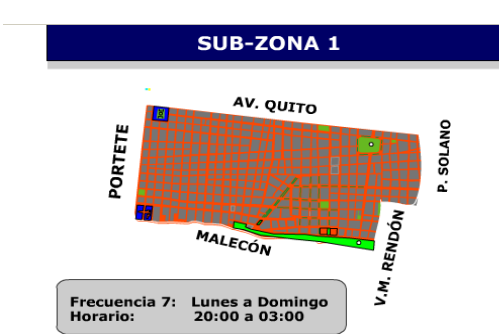 SUB-ZONA 1
AV. QUITO
PORTETE
P. SOLANO
MALECÓN
V.M. RENDÓN
Frecuencia 7: Lunes a Domingo
Horario: 20:00 a 03:00